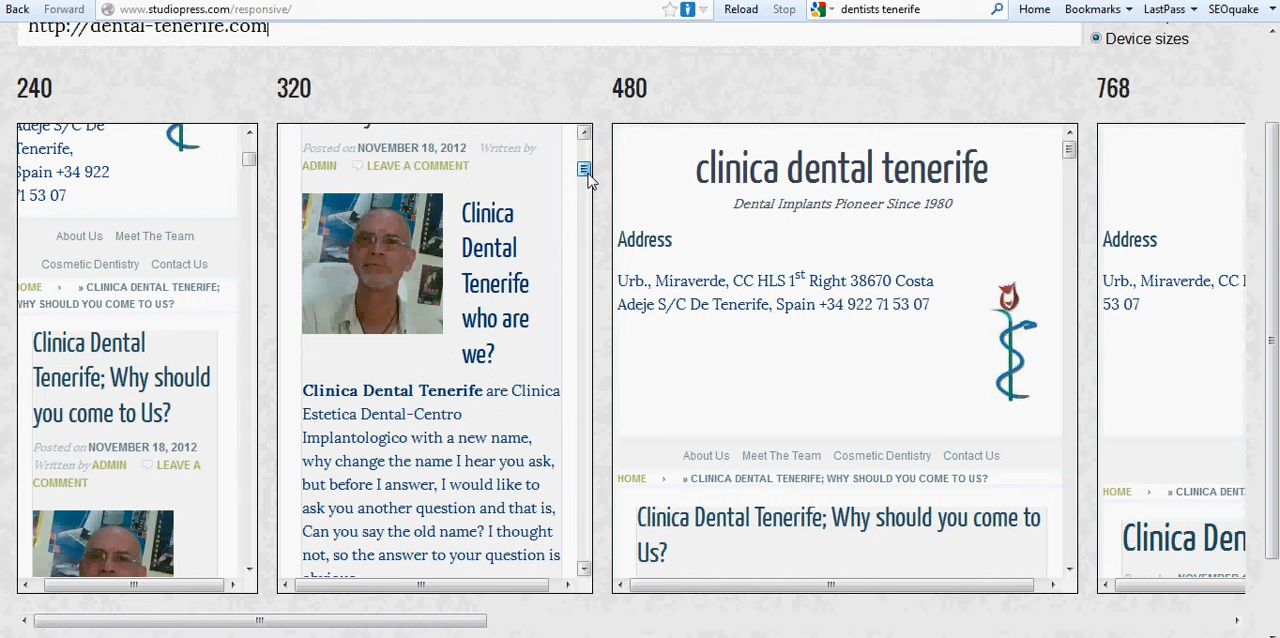 Back Forward www.studiopress.com/responsive/ Reload Stop dentists tenerife Home Bookmarks LastPass SEOquake
http://dental-tenerife.com
Device sizes
240
Adeje S/C De
Tenerife,
Spain +34 922
71 53 07
About Us Meet The Team
Cosmetic Dentistry Contact Us
HOME › » CLINICA DENTAL TENERIFE;
WHY SHOULD YOU COME TO US?
Clinica Dental
Tenerife; Why should
you come to Us?
Posted on NOVEMBER 18, 2012
Written by ADMIN LEAVE A
COMMENT
320
Posted on NOVEMBER 18, 2012 Written by
ADMIN LEAVE A COMMENT
Clinica
Dental
Tenerife
who are
we?
Clinica Dental Tenerife are Clinica
Estetica Dental-Centro
Implantologico with a new name,
why change the name I hear you ask,
but before I answer, I would like to
ask you another question and that is,
Can you say the old name? I thought
not, so the answer to your question is
obvious
480
clinica dental tenerife
Dental Implants Pioneer Since 1980
Address
Urb., Miraverde, CC HLS 1st Right 38670 Costa
Adeje S/C De Tenerife, Spain +34 922 71 53 07
About Us Meet The Team Cosmetic Dentistry Contact Us
HOME › » CLINICA DENTAL TENERIFE; WHY SHOULD YOU COME TO US?
Clinica Dental Tenerife; Why should you come to
Us?
768
Address
Urb., Miraverde, CC
53 07
HOME › » CLINICA DENT
Clinica Den